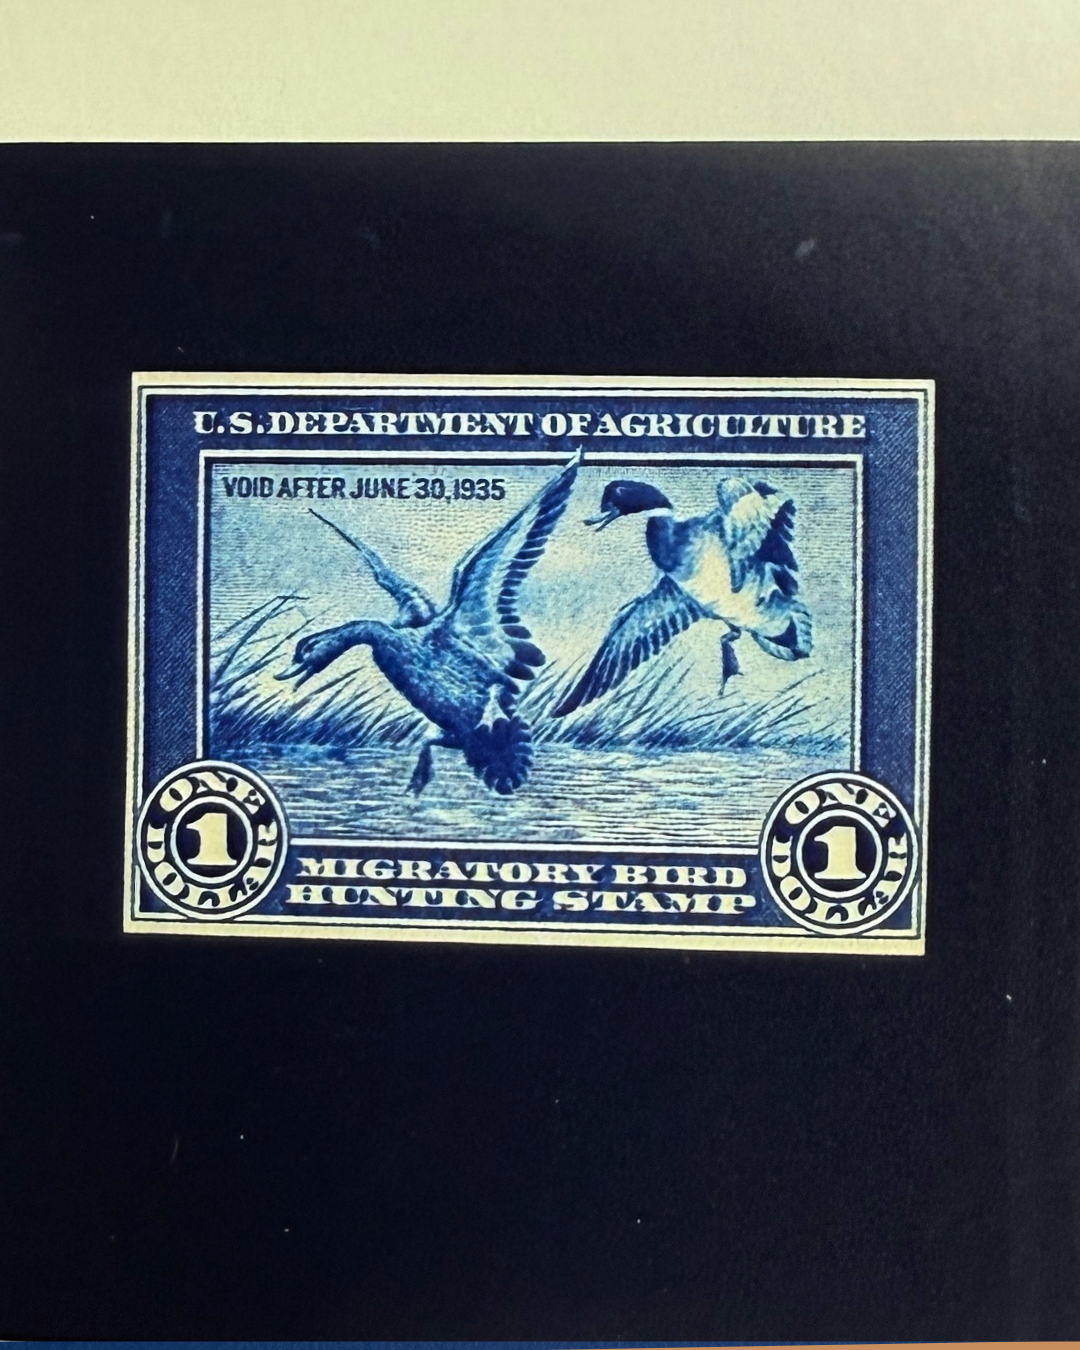 U.S. DEPARTMENT OF AGRICULTURE
VOID AFTER JUNE 30, 1935
ONE
1
DOLLAR
MIGRATORY BIRD
HUNTING STAMP
ONE
1
DOLLAR